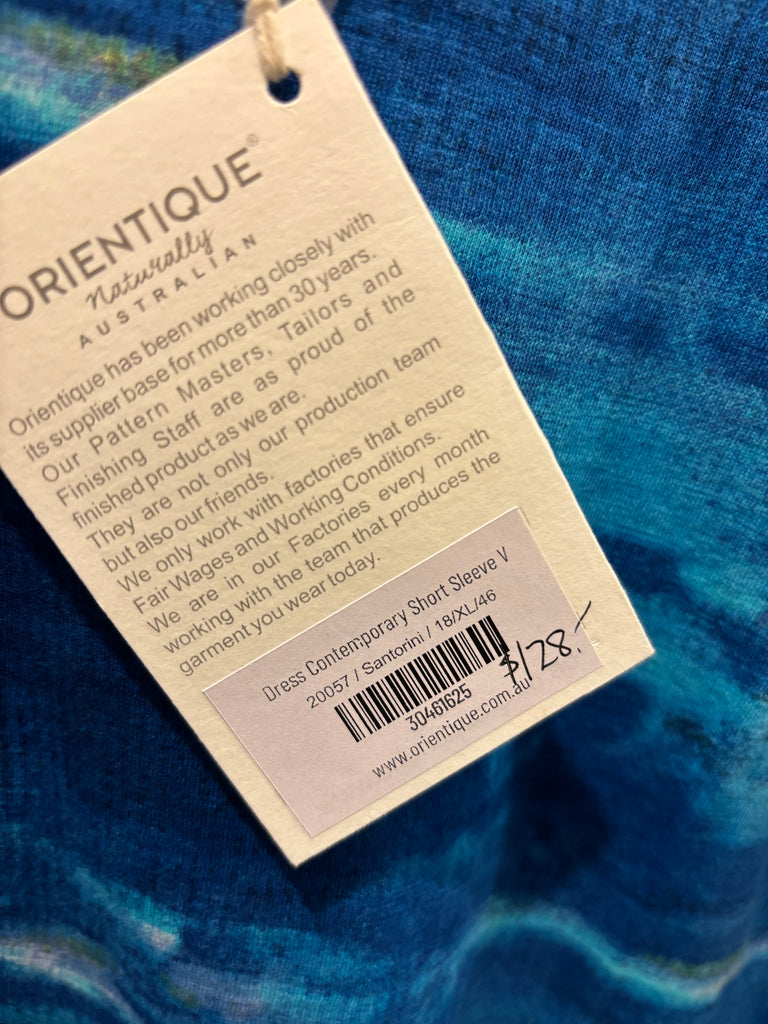 ORIENTIQUE©
Naturally
AUSTRALIAN
Orientique has been working closely with
its supplier base for more than 30 years.
Our Pattern Masters, Tailors and
Finishing Staff are as proud of the
finished product as we are.
They are not only our production team
but also our friends.
We only work with factories that ensure
Fair Wages and Working Conditions.
We are in our Factories every month
working with the team that produces the
garment you wear today.
Dress Contemporary Short Sleeve V
20057 / Santorini / 18/XL/46
$128.-
30461625
www.orientique.com.au